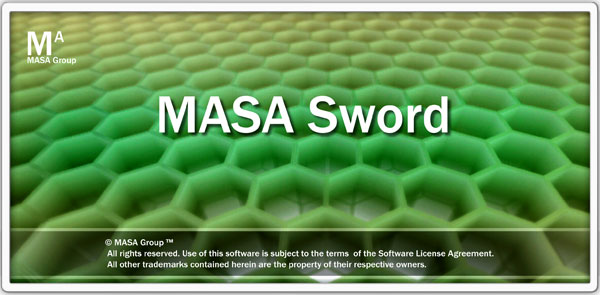 MA
MASA Group
MASA Sword
© MASA Group ™
All rights reserved. Use of this software is subject to the terms of the Software License Agreement.
All other trademarks contained herein are the property of their respective owners.